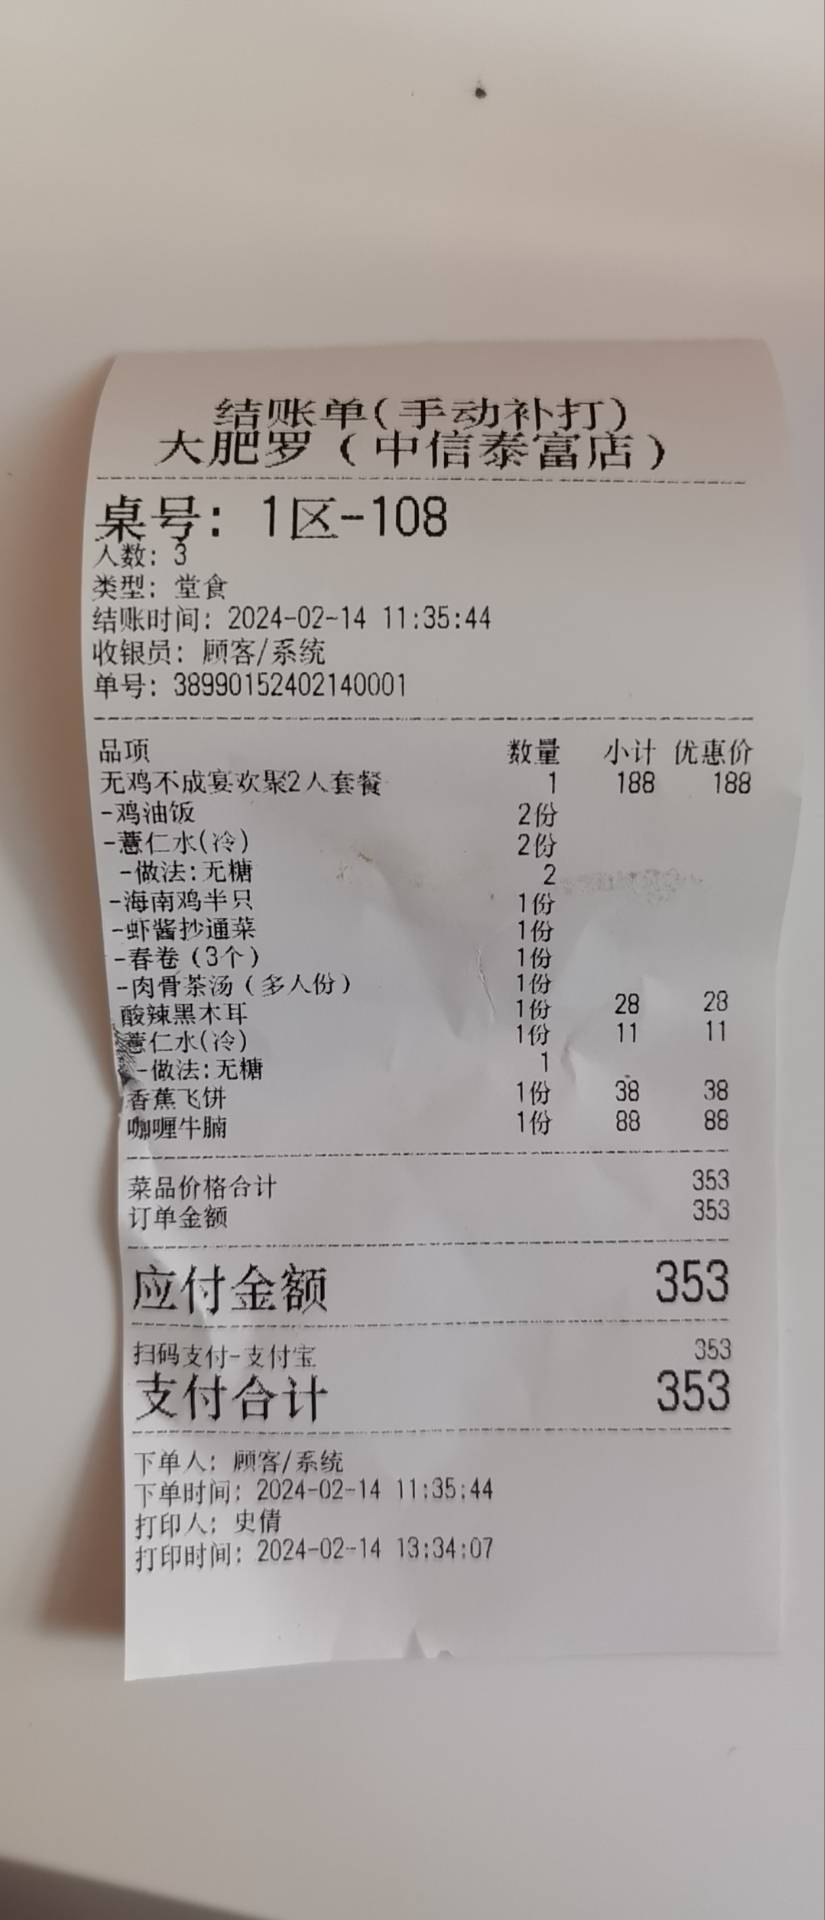 结账单(手动补打)
大肥罗(中信泰富店)
桌号: 1区-108
人数: 3
类型: 堂食
结账时间: 2024-02-14 11:35:44
收银员: 顾客/系统
单号: 38990152402140001
品项 数量 小计 优惠价
无鸡不成宴欢聚2人套餐 1 188 188
-鸡油饭 2份
-薏仁水(冷) 2份
-做法:无糖 2
-海南鸡半只 1份
-虾酱抄通菜 1份
-春卷(3个) 1份
-肉骨茶汤(多人份) 1份
酸辣黑木耳 1份 28 28
薏仁水(冷) 1份 11 11
-做法:无糖 1
香蕉飞饼 1份 38 38
咖喱牛腩 1份 88 88
菜品价格合计 353
订单金额 353
应付金额 353
扫码支付-支付宝 353
支付合计 353
下单人: 顾客/系统
下单时间: 2024-02-14 11:35:44
打印人: 史倩
打印时间: 2024-02-14 13:34:07